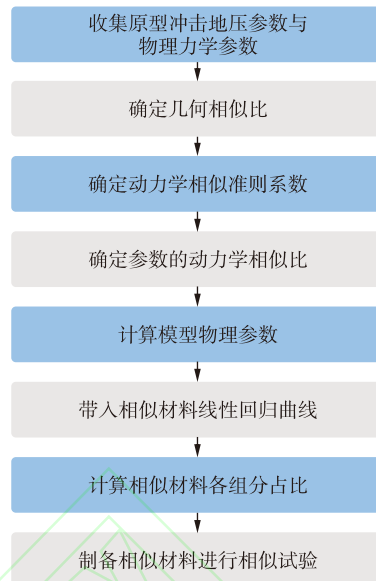 收集原型冲击地压参数与
物理力学参数
确定几何相似比
确定动力学相似准则系数
确定参数的动力学相似比
计算模型物理参数
带入相似材料线性回归曲线
计算相似材料各组分占比
制备相似材料进行相似试验